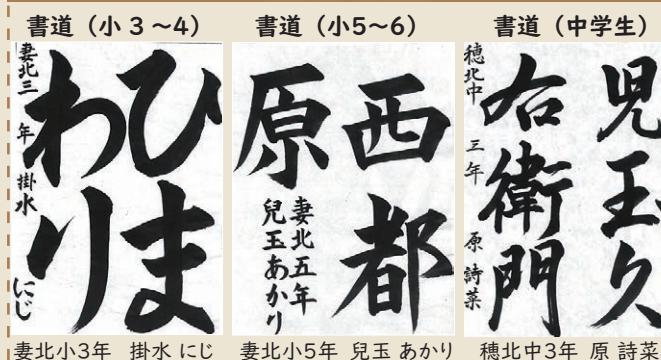 書道（小3～4）
ひま
わり
妻北三年 掛水にじ
妻北小3年 掛水 にじ
書道（小5～6）
西都
原
妻北五年
兒玉あかり
妻北小5年 兒玉 あかり
書道（中学生）
児玉久
右衛門
穂北中 三年 原 詩菜
穂北中3年 原 詩菜